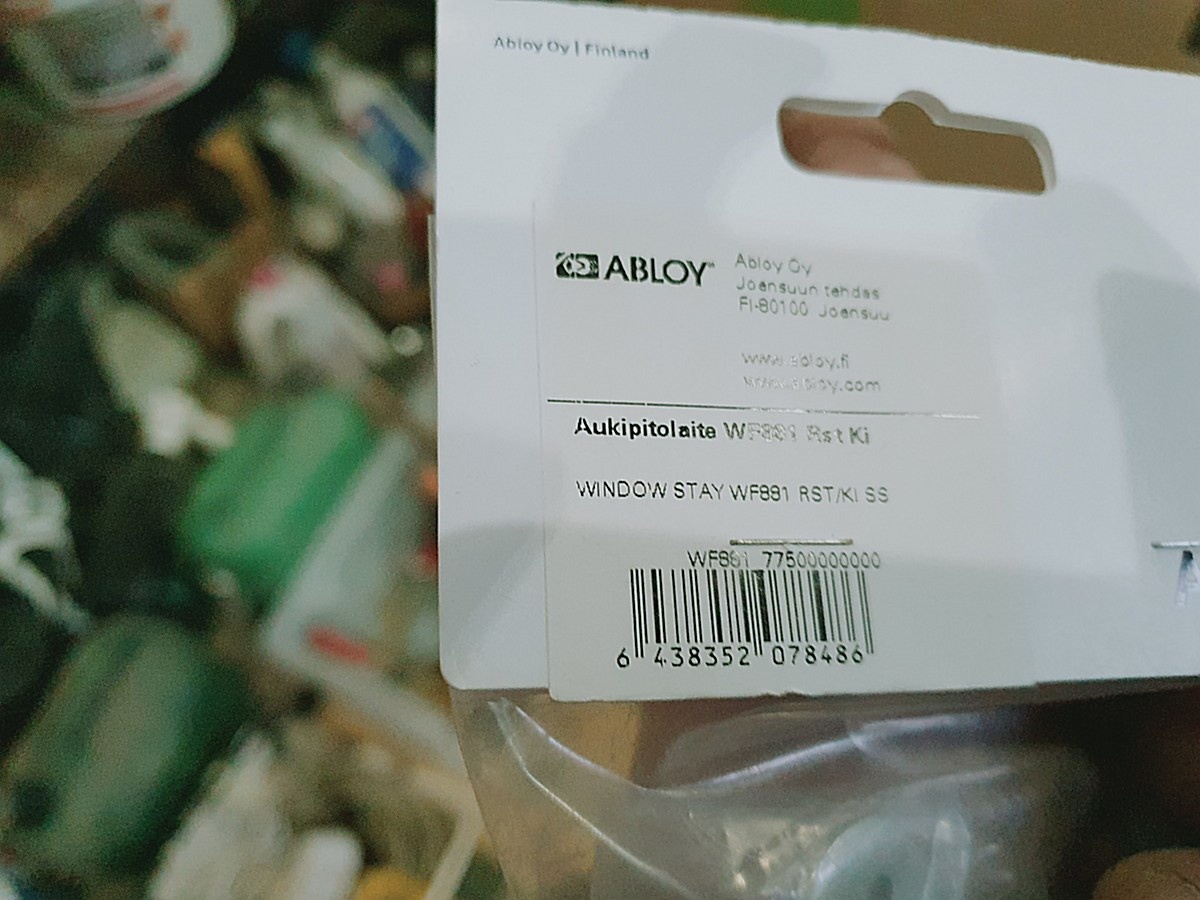 Abloy Oy | Finland
ABLOY
Abloy Oy
Joensuun tehdas
FI-80100 Joensuu
www.abloy.fi
www.abloy.com
Aukipitolaite WF881 Rst Ki
WINDOW STAY WF881 RST/KI SS
WF881 77500000000
6 438352 078486